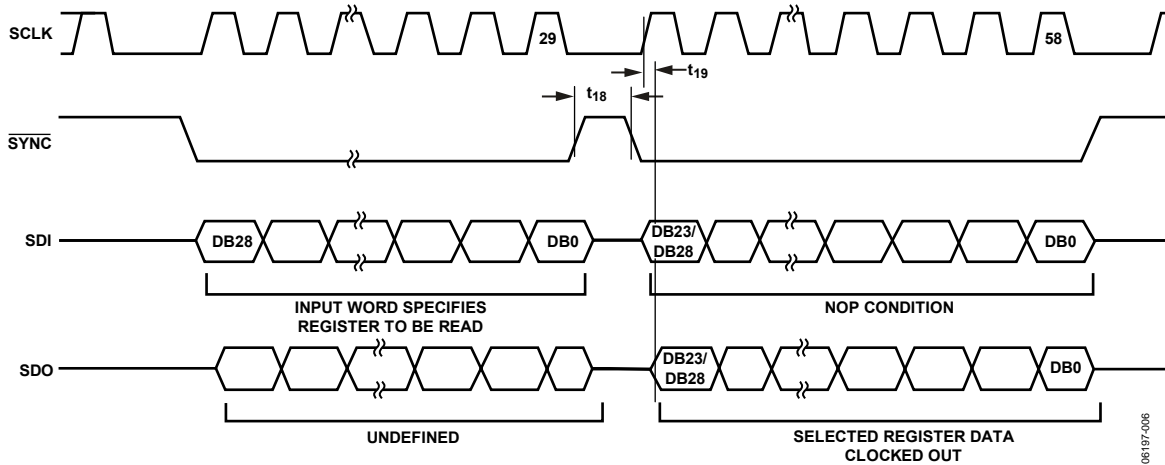 SCLK
29
58
t19
t18
SYNC
SDI
DB28
DB0
DB23/
DB28
DB0
INPUT WORD SPECIFIES
REGISTER TO BE READ
NOP CONDITION
SDO
DB23/
DB28
DB0
UNDEFINED
SELECTED REGISTER DATA
CLOCKED OUT
06197-006